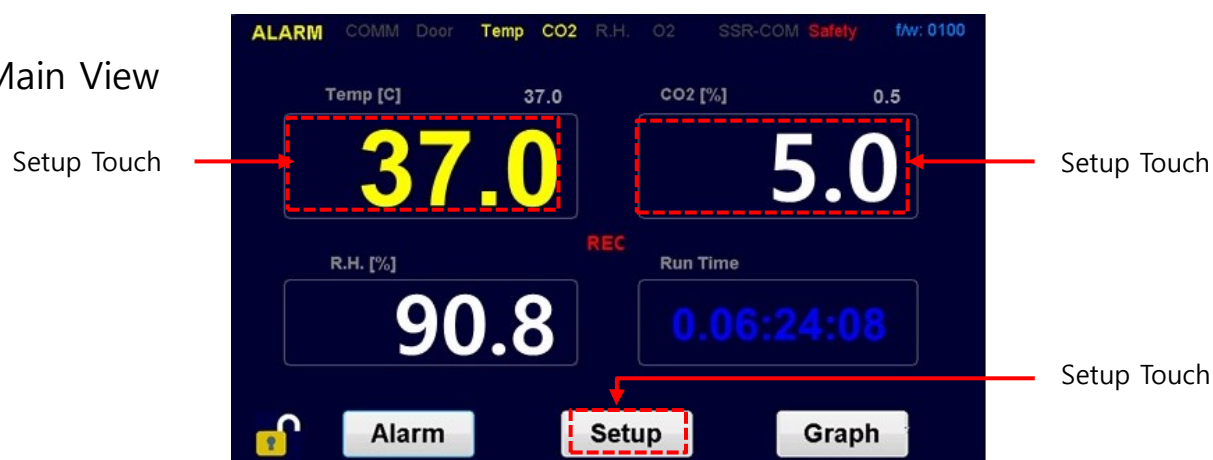 ALARM COMM Door Temp CO2 R.H. O2 SSR-COM Safety f/w: 0100
Main View
Temp [C] 37.0 CO2 [%] 0.5
Setup Touch 37.0 5.0 Setup Touch
REC
R.H. [%] Run Time
90.8 0.06:24:08
Setup Touch
Alarm Setup Graph